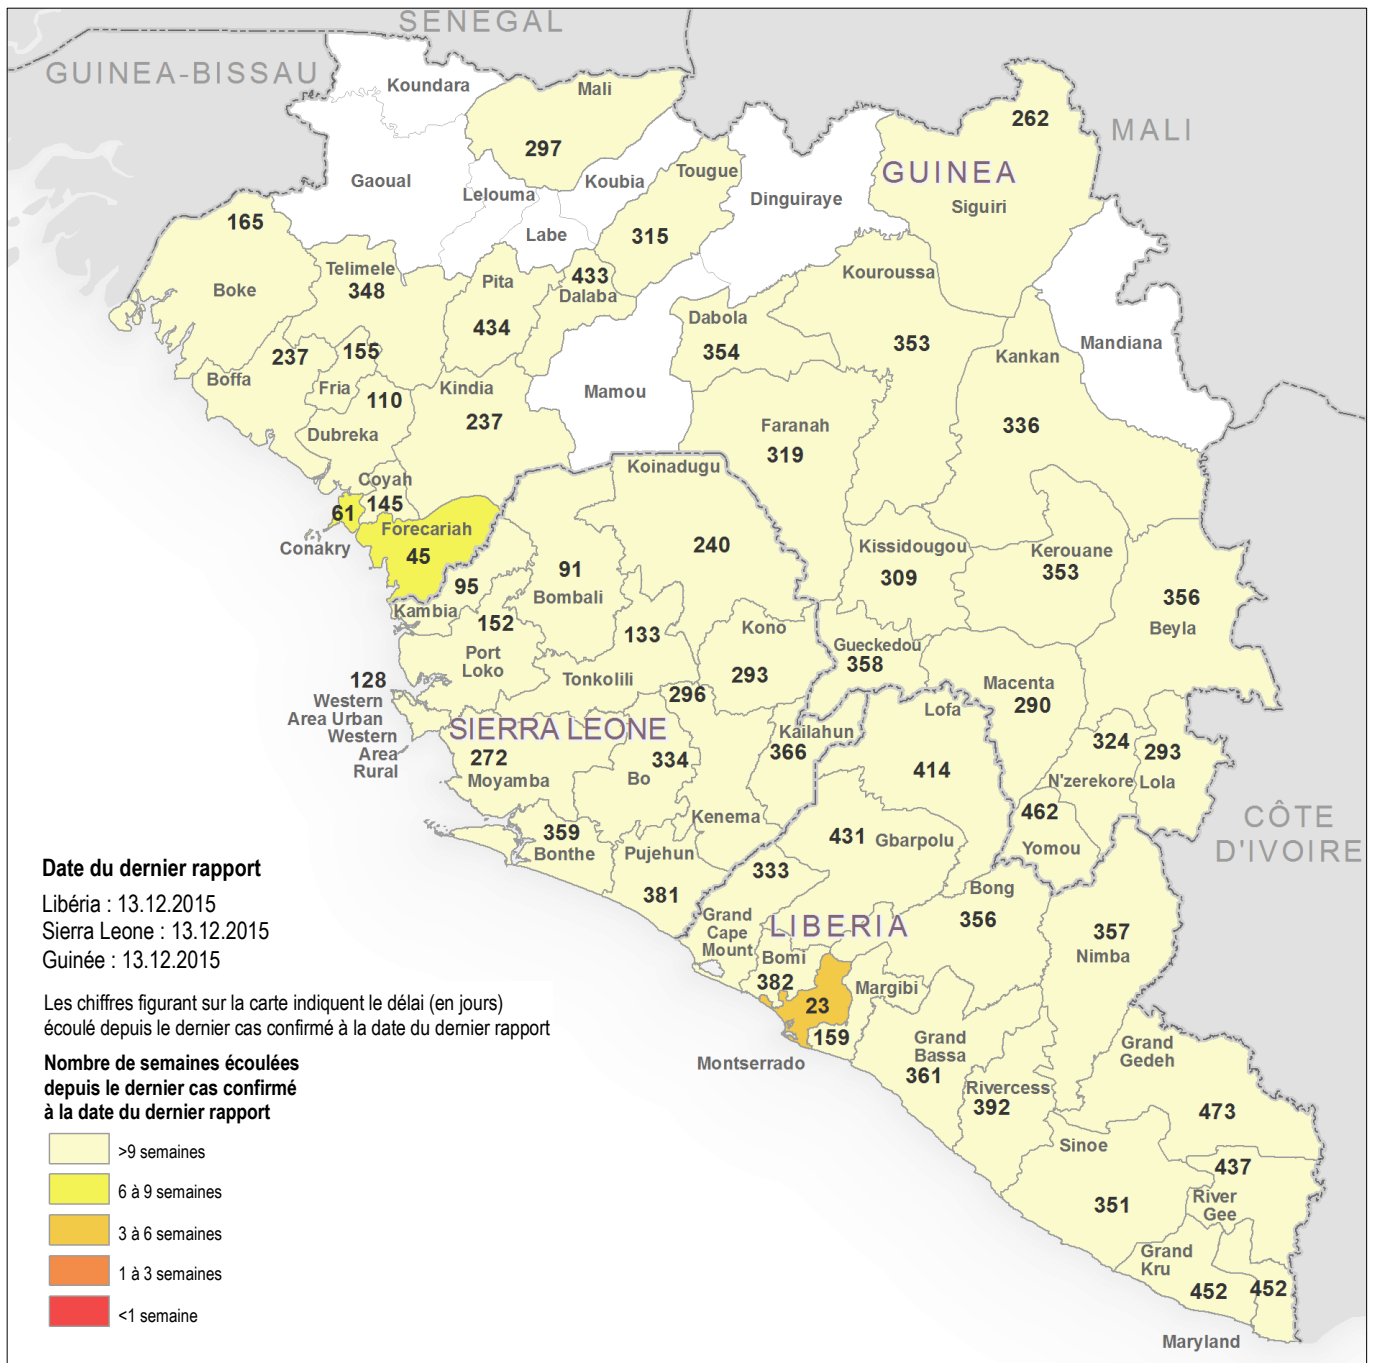 SENEGAL
GUINEA-BISSAU
Koundara
Mali
262
MALI
297
Tougue
GUINEA
Gaoual
Koubia
Lelouma
Dinguiraye
Siguiri
165
Labe
315
Telimele
348
Pita
433
Dalaba
Kouroussa
Boke
434
Dabola
354
353
Mandiana
237
155
Kankan
Boffa
Fria
Kindia
Mamou
110
237
Faranah
336
Dubreka
319
Koinadugu
Coyah
145
61
Forecariah
45
Conakry
240
Kissidougou
309
Kerouane
353
95
91
Bombali
356
Beyla
Kambia
152
133
Kono
Gueckedou
358
Port
Loko
128
Tonkolili
293
Macenta
290
Western
Area Urban
Western
Area
Rural
296
Lofa
SIERRA LEONE
Kailahun
366
324
293
272
Moyamba
334
Bo
414
N'zerekore
Lola
462
Yomou
Kenema
431
Gbarpolu
CÔTE
D'IVOIRE
359
Bonthe
Pujehun
381
333
Bong
356
Grand
Cape
Mount
LIBERIA
357
Nimba
Bomi
382
Margibi
23
159
Montserrado
Grand
Bassa
361
Grand
Gedeh
Rivercess
392
473
Sinoe
437
River
Gee
351
Grand
Kru
452
452
Maryland
Date du dernier rapport
Libéria : 13.12.2015
Sierra Leone : 13.12.2015
Guinée : 13.12.2015
Les chiffres figurant sur la carte indiquent le délai (en jours)
écoulé depuis le dernier cas confirmé à la date du dernier rapport
Nombre de semaines écoulées
depuis le dernier cas confirmé
à la date du dernier rapport
>9 semaines
6 à 9 semaines
3 à 6 semaines
1 à 3 semaines
<1 semaine